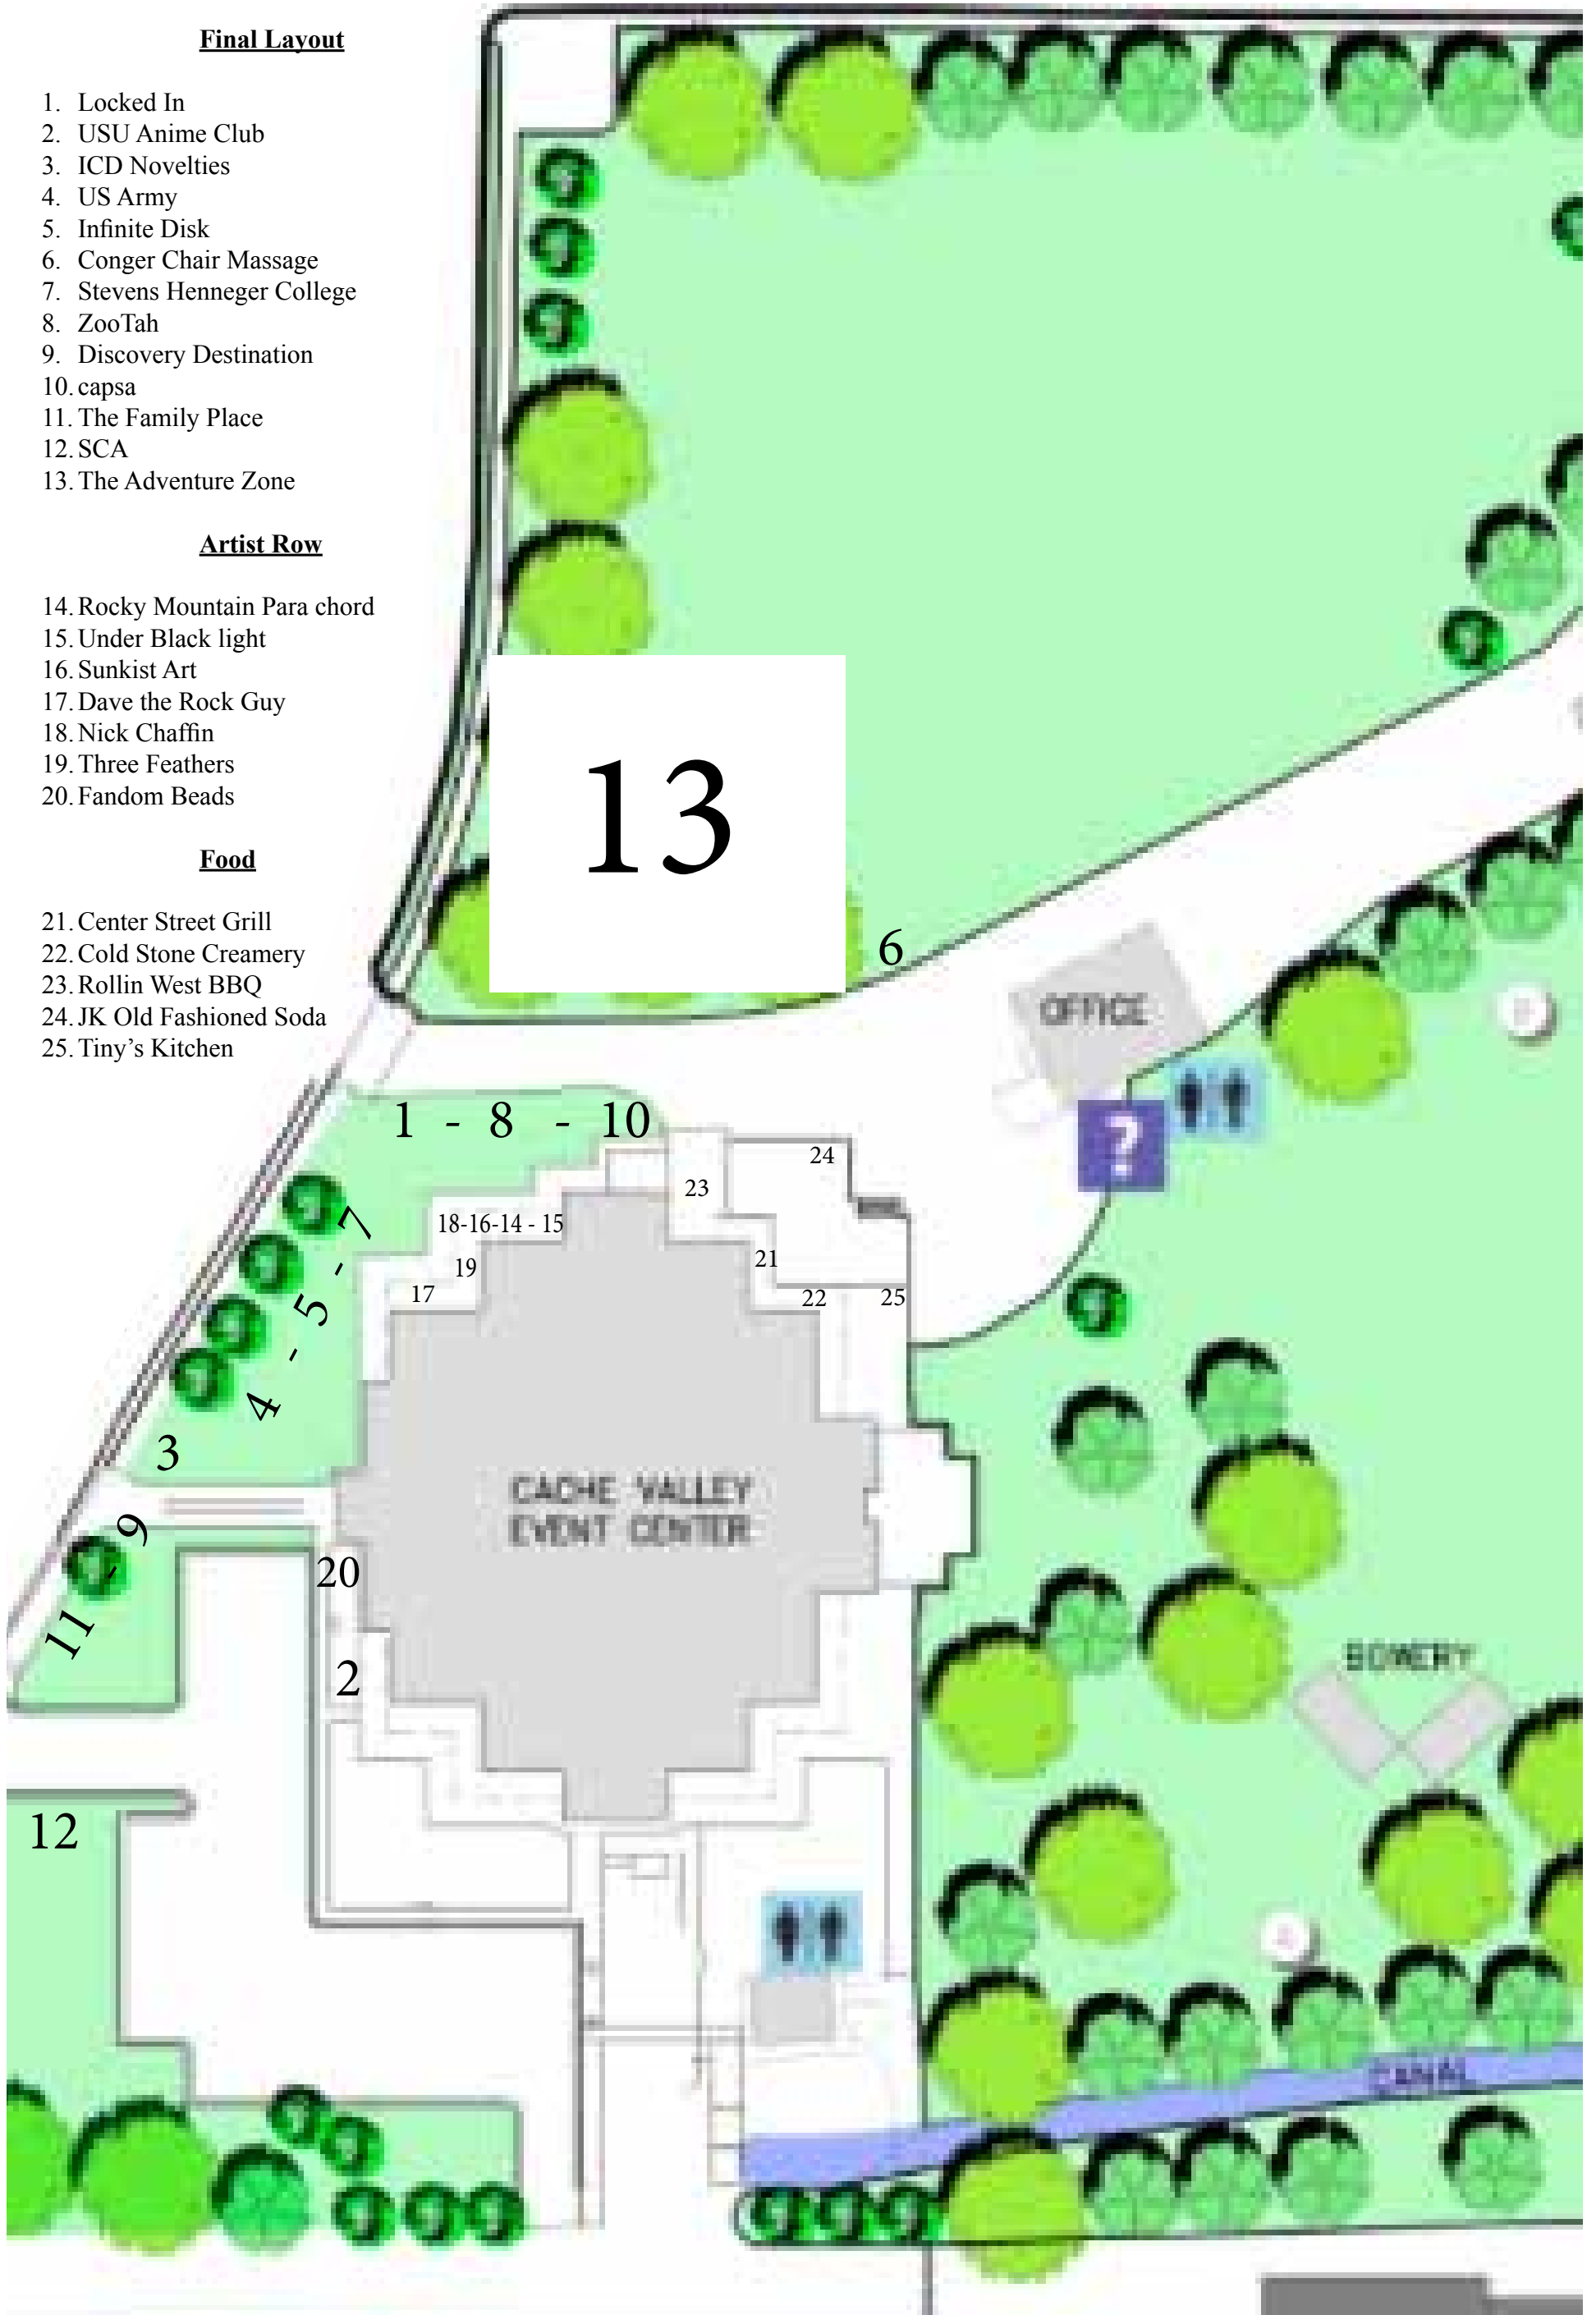 Final Layout
1. Locked In
2. USU Anime Club
3. ICD Novelties
4. US Army
5. Infinite Disk
6. Conger Chair Massage
7. Stevens Henneger College
8. ZooTah
9. Discovery Destination
10. capsa
11. The Family Place
12. SCA
13. The Adventure Zone
Artist Row
14. Rocky Mountain Para chord
15. Under Black light
16. Sunkist Art
17. Dave the Rock Guy
18. Nick Chaffin
19. Three Feathers
20. Fandom Beads
Food
21. Center Street Grill
22. Cold Stone Creamery
23. Rollin West BBQ
24. JK Old Fashioned Soda
25. Tiny's Kitchen
13
6
OFFICE
?
1 - 8 - 10
24
23
18-16-14 - 15
19
17
21
22
25
4 - 5 - 7
3
11 - 9
CACHE VALLEY
EVENT CENTER
20
2
12
BOWERY
CANAL